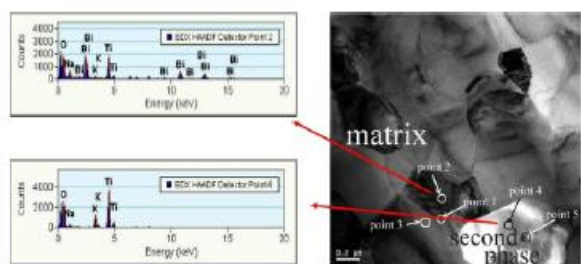 EDX HAADF Detector Point 2
Counts
4000
3000
2000
1000
0
O
Na
Bi
Bi
Bi
K
K
Ti
Ti
Bi
Bi
Bi
Bi
Bi
0 5 10 15 20
Energy (keV)
EDX HAADF Detector Point 4
Counts
4000
2000
0
O
Na
K
K
Ti
Ti
0 5 10 15 20
Energy (keV)
matrix
point 2
point 1
point 4
point 3
point 5
second
phase